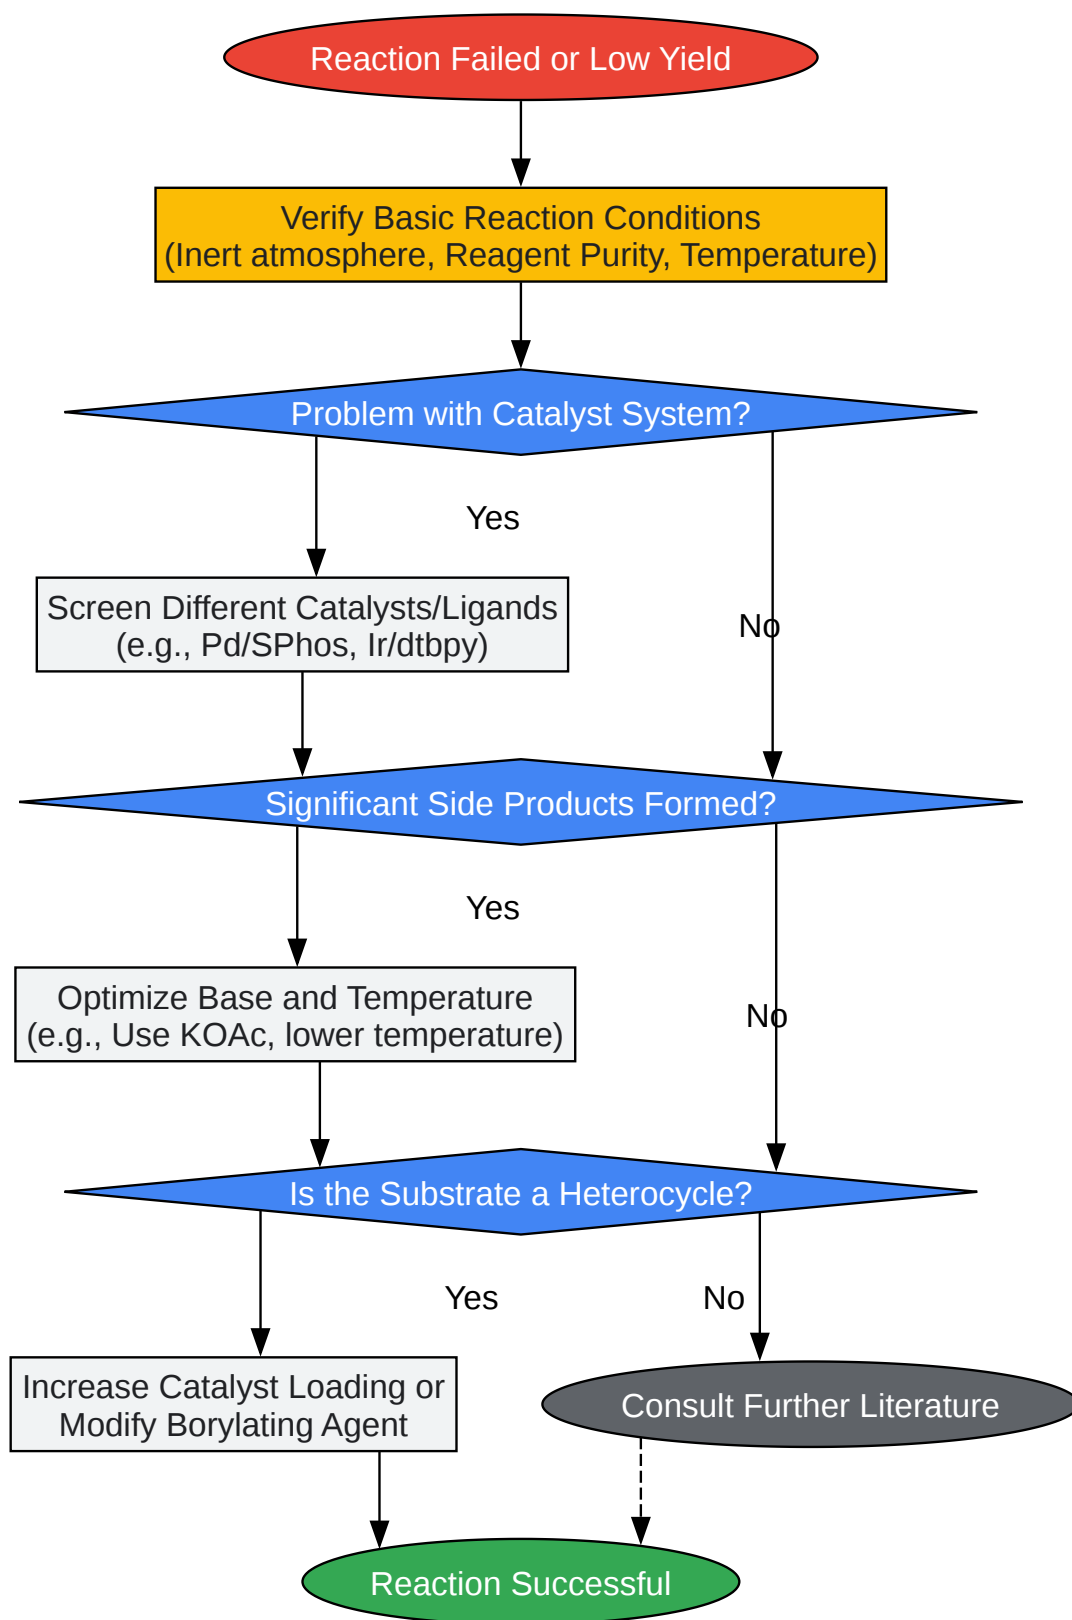 Reaction Failed or Low Yield
Verify Basic Reaction Conditions
(Inert atmosphere, Reagent Purity, Temperature)
Problem with Catalyst System?
Yes
Screen Different Catalysts/Ligands
(e.g., Pd/SPhos, Ir/dtbpy)
No
Significant Side Products Formed?
Yes
Optimize Base and Temperature
(e.g., Use KOAc, lower temperature)
No
Is the Substrate a Heterocycle?
Yes
No
Increase Catalyst Loading or
Modify Borylating Agent
Consult Further Literature
Reaction Successful